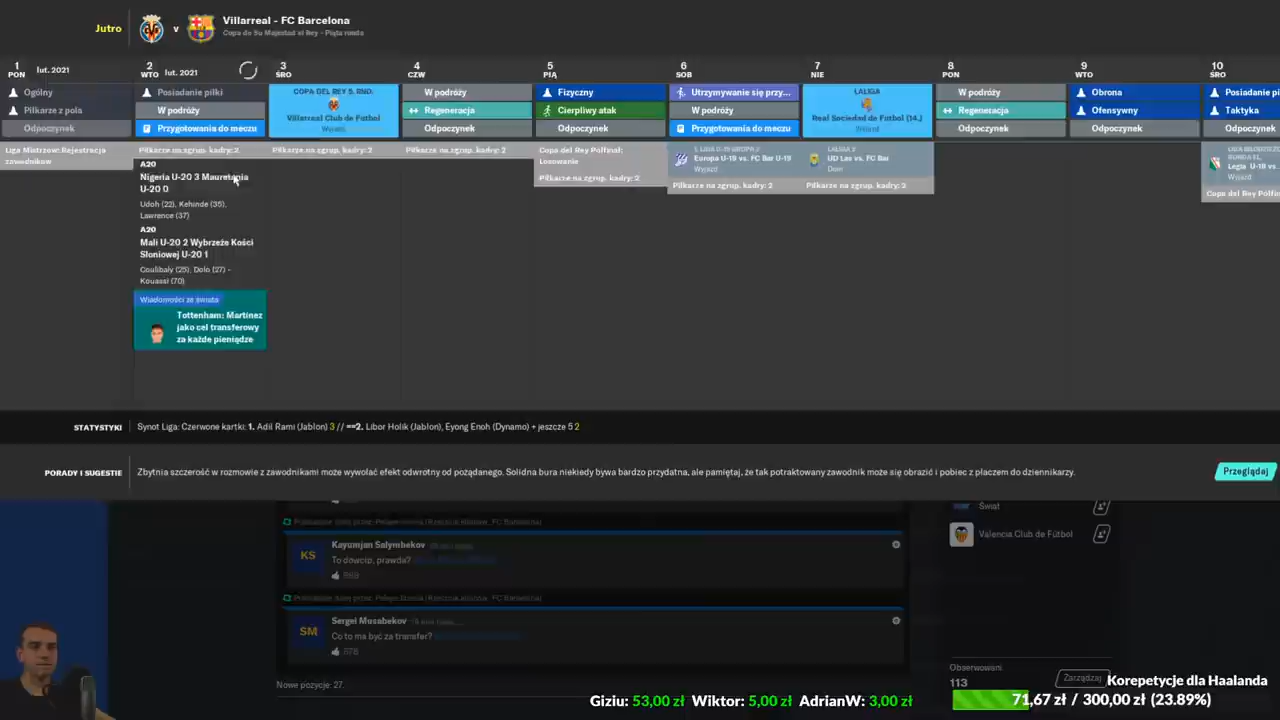 Jutro
Villarreal - FC Barcelona
v
Copa de Su Majestad el Rey - Piąta runda
1
PON
lut. 2021
2
WTO
lut. 2021
3
ŚRO
4
CZW
5
PIĄ
6
SOB
7
NIE
8
PON
9
WTO
10
ŚRO
Ogólny
Piłkarze z pola
Odpoczynek
Liga Mistrzów:Rejestracja
zawodników
Posiadanie piłki
W podróży
Przygotowania do meczu
Piłkarze na zgrup. kadry: 2
A20
Nigeria U-20 3 Mauretania
U-20 0
Udoh (22), Kehinde (35),
Lawrence (37)
A20
Mali U-20 2 Wybrzeże Kości
Słoniowej U-20 1
Coulibaly (25), Dolo (27) -
Kouassi (70)
Wiadomości ze świata
Tottenham: Martínez
jako cel transferowy
za każde pieniądze
COPA DEL REY 5. RND.
Villarreal Club de Fútbol
Wyjazd
Piłkarze na zgrup. kadry: 2
W podróży
Regeneracja
Odpoczynek
Piłkarze na zgrup. kadry: 2
Fizyczny
Cierpliwy atak
Odpoczynek
Copa del Rey Półfinał:
Losowanie
Piłkarze na zgrup. kadry: 2
Utrzymywanie się przy...
W podróży
Przygotowania do meczu
Europa U-19 vs. FC Bar U-19
Wyjazd
Piłkarze na zgrup. kadry: 2
LALIGA
Real Sociedad de Fútbol (14.)
Wyjazd
UD Las vs. FC Bar
Dom
Piłkarze na zgrup. kadry: 2
W podróży
Regeneracja
Odpoczynek
Obrona
Ofensywny
Odpoczynek
Posiadanie pi
Taktyka
Odpoczynek
Legia U-19 vs.
Wyjazd
Copa del Rey Półfin
STATYSTYKI
Synot Liga: Czerwone kartki: 1. Adil Rami (Jablon) 3 // ==2. Libor Holík (Jablon), Eyong Enoh (Dynamo) + jeszcze 5 2
PORADY I SUGESTIE
Zbytnia szczerość w rozmowie z zawodnikami może wywołać efekt odwrotny od pożądanego. Solidna bura niekiedy bywa bardzo przydatna, ale pamiętaj, że tak potraktowany zawodnik może się obrazić i pobiec z płaczem do dziennikarzy.
Przeglądaj
KS
Kayumjan Salymbekov
To dowcip, prawda?
SM
Sergei Musabekov
Co to ma być za transfer?
678
Nowe pozycje: 27.
Świat
Valencia Club de Fútbol
Obserwowani
113
Zarządzaj
Korepetycje dla Haalanda
71,67 zł / 300,00 zł (23.89%)
Giziu: 53,00 zł Wiktor: 5,00 zł AdrianW: 3,00 zł